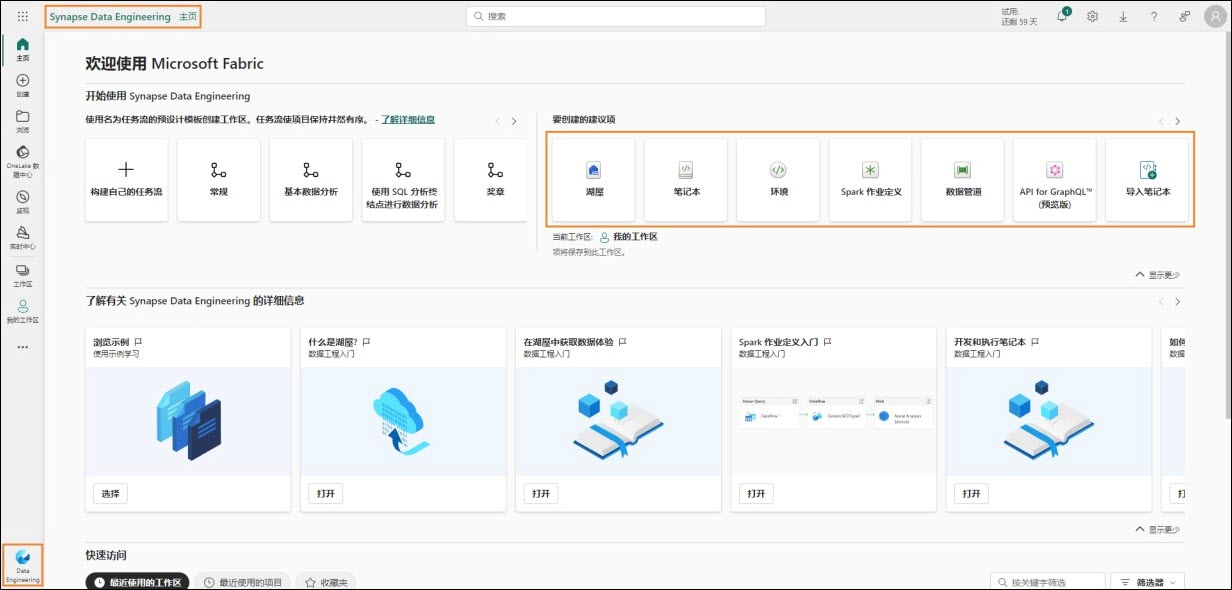 Synapse Data Engineering 主页
搜索
试用:
还剩 59 天
1
主页
创建
浏览
OneLake 数
据中心
监视
实时中心
工作区
我的工作区
Data
Engineering
欢迎使用 Microsoft Fabric
开始使用 Synapse Data Engineering
使用名为任务流的预设计模板创建工作区。任务流使项目保持井然有序。 - 了解详细信息
构建自己的任务流
常规
基本数据分析
使用 SQL 分析终
结点进行数据分析
奖章
要创建的建议项
湖屋
笔记本
环境
Spark 作业定义
数据管道
API for GraphQL™
(预览版)
导入笔记本
当前工作区: 我的工作区
项将保存到此工作区。
显示更少
了解有关 Synapse Data Engineering 的详细信息
浏览示例
使用示例学习
选择
什么是湖屋?
数据工程入门
打开
在湖屋中获取数据体验
数据工程入门
打开
Spark 作业定义入门
数据工程入门
Power Query
Dataflow
Web
Dataflow 1
Azure Analysis
Services
打开
开发和执行笔记本
数据工程入门
打开
如何
数据
打
显示更少
快速访问
最近使用的工作区
最近使用的项目
收藏夹
按关键字筛选
筛选器